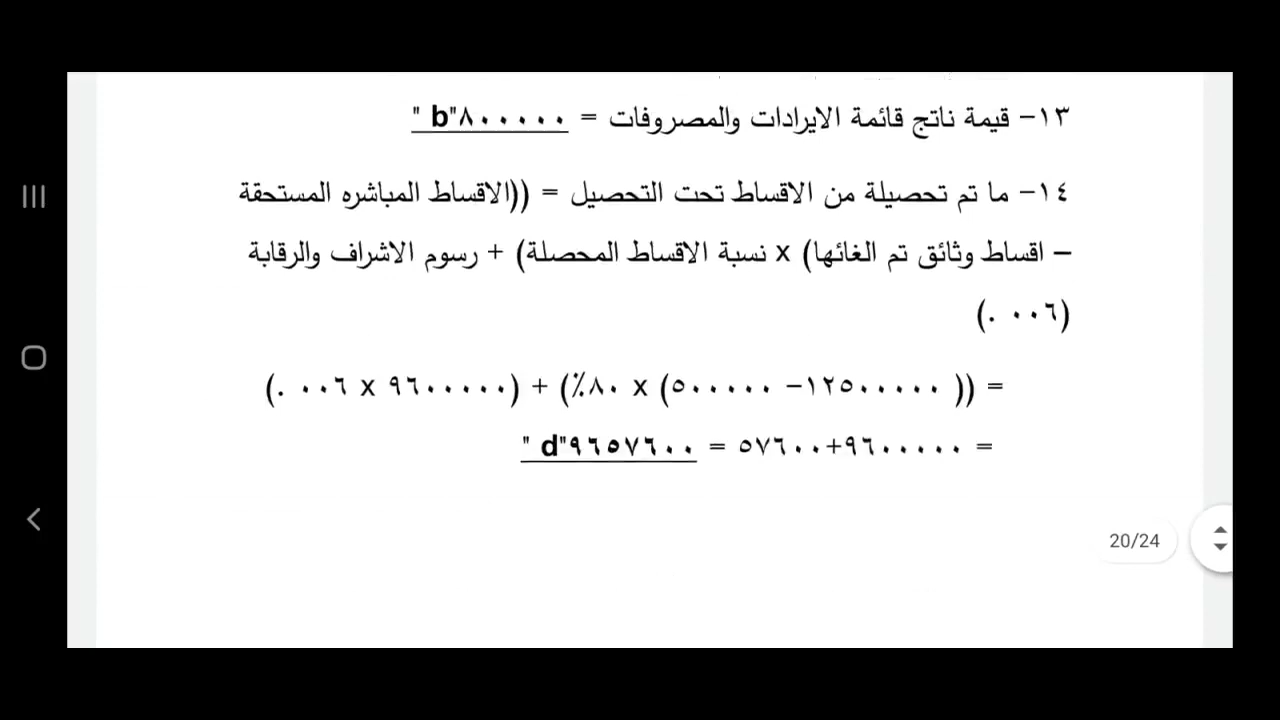 ١٣– قيمة ناتج قائمة الايرادات والمصروفات = ٨٠٠٠٠٠"b "
١٤– ما تم تحصيلة من الاقساط تحت التحصيل = ((الاقساط المباشره المستحقة
– اقساط وثائق تم الغائها) x نسبة الاقساط المحصلة) + رسوم الاشراف والرقابة
(٠٠٦ .)
= (( ١٢٥٠٠٠٠٠– ٥٠٠٠٠٠) x ٨٠٪) + (٩٦٠٠٠٠٠ x ٠٠٦ .)
= ٩٦٠٠٠٠٠+٥٧٦٠٠ = ٩٦٥٧٦٠٠"d "
20/24